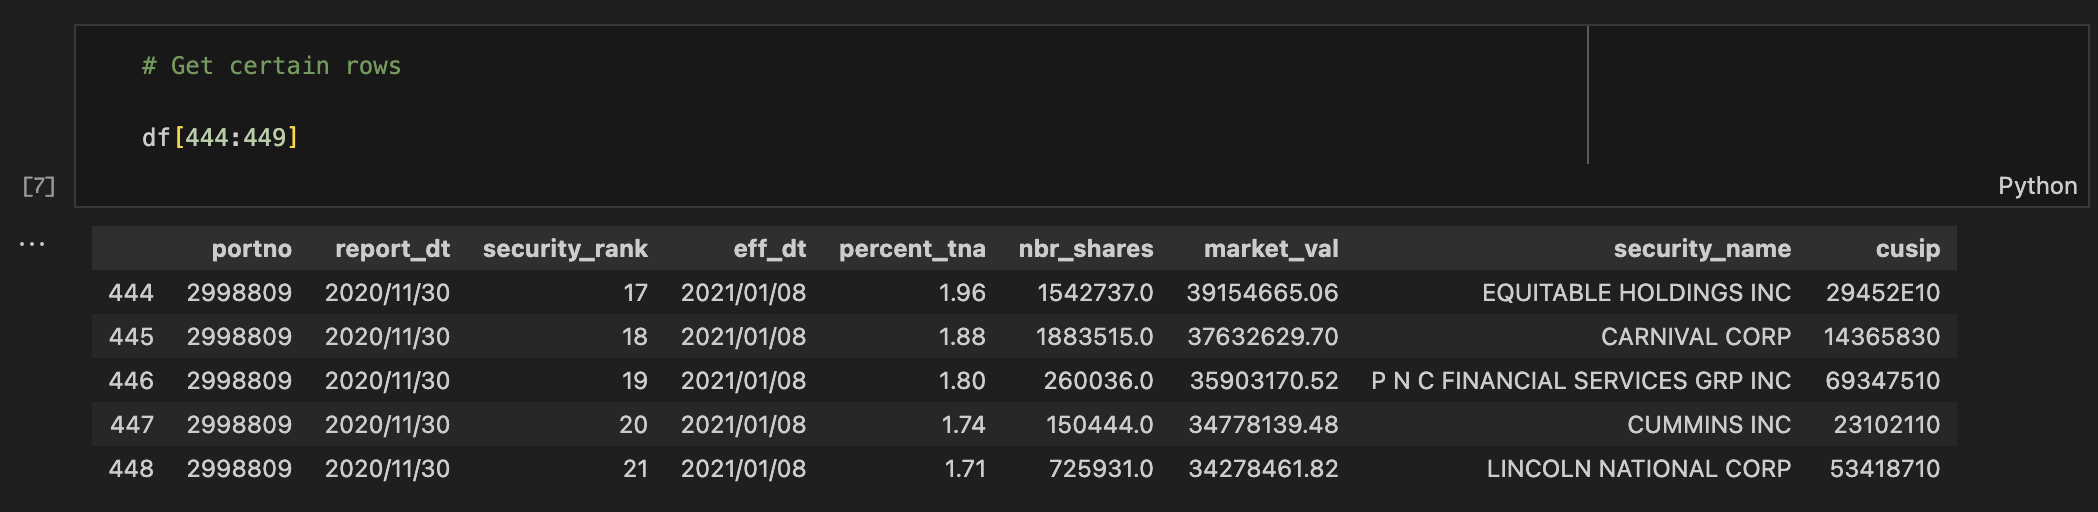 # Get certain rows
df[444:449]
[7]
Python
...
portno report_dt security_rank eff_dt percent_tna nbr_shares market_val security_name cusip
444 2998809 2020/11/30 17 2021/01/08 1.96 1542737.0 39154665.06 EQUITABLE HOLDINGS INC 29452E10
445 2998809 2020/11/30 18 2021/01/08 1.88 1883515.0 37632629.70 CARNIVAL CORP 14365830
446 2998809 2020/11/30 19 2021/01/08 1.80 260036.0 35903170.52 P N C FINANCIAL SERVICES GRP INC 69347510
447 2998809 2020/11/30 20 2021/01/08 1.74 150444.0 34778139.48 CUMMINS INC 23102110
448 2998809 2020/11/30 21 2021/01/08 1.71 725931.0 34278461.82 LINCOLN NATIONAL CORP 53418710